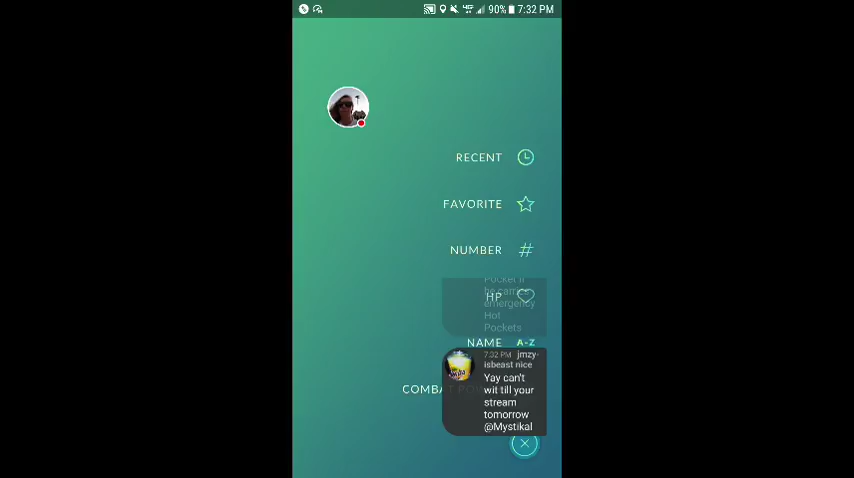 90% 7:32 PM
RECENT
FAVORITE
NUMBER
Pocket if
he carries
HP
emergency
Hot
Pockets
NAME A-Z
7:32 PM jmzy-
isbeast nice
Yay can't
wit till your
stream
tomorrow
@Mystikal
COMBAT